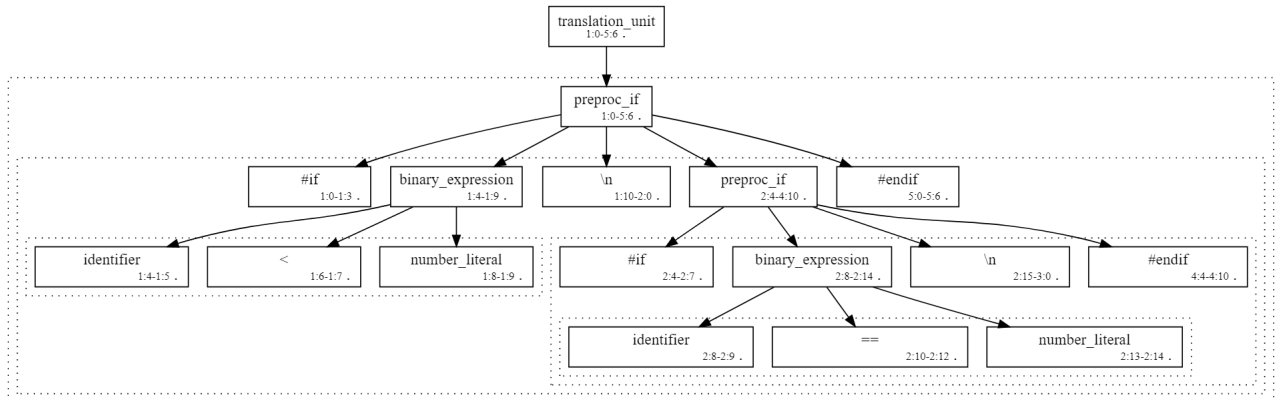 translation_unit
1:0-5:6 .
preproc_if
1:0-5:6 .
#if
1:0-1:3 .
binary_expression
1:4-1:9 .
\n
1:10-2:0 .
preproc_if
2:4-4:10 .
#endif
5:0-5:6 .
identifier
1:4-1:5 .
<
1:6-1:7 .
number_literal
1:8-1:9 .
#if
2:4-2:7 .
binary_expression
2:8-2:14 .
\n
2:15-3:0 .
#endif
4:4-4:10 .
identifier
2:8-2:9 .
==
2:10-2:12 .
number_literal
2:13-2:14 .